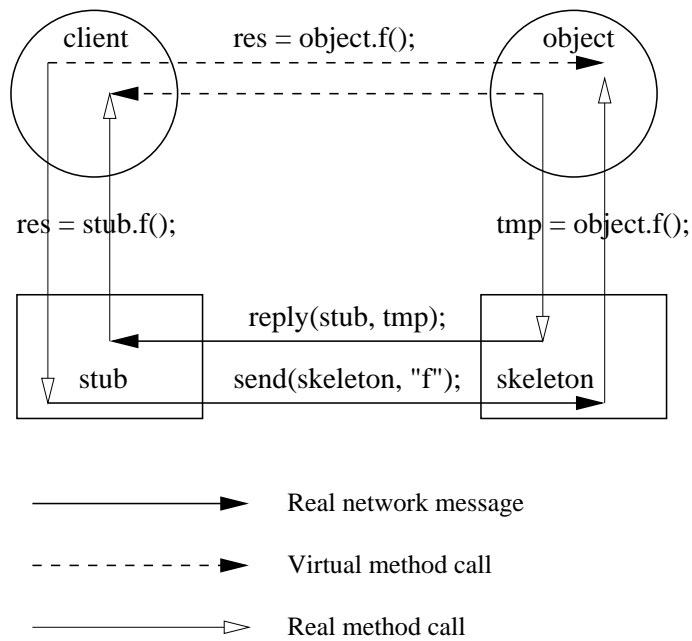 client
res = object.f();
object
res = stub.f();
tmp = object.f();
reply(stub, tmp);
stub
send(skeleton, "f");
skeleton
Real network message
Virtual method call
Real method call